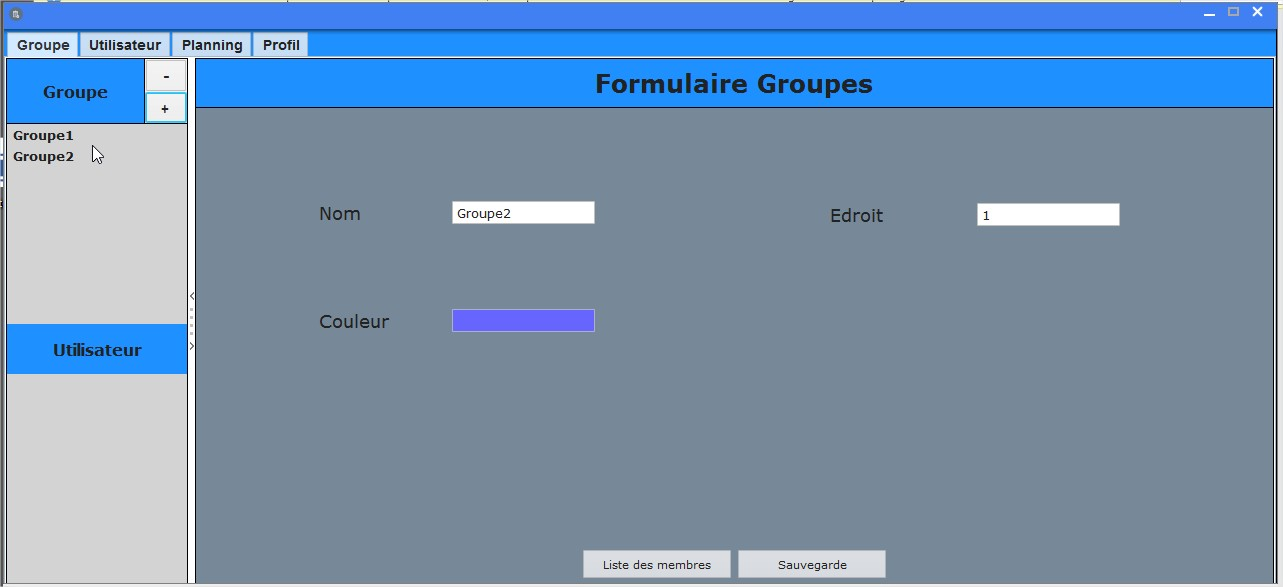 Groupe Utilisateur Planning Profil
Groupe
-
+
Groupe1
Groupe2
Utilisateur
Formulaire Groupes
Nom Groupe2 Edroit 1
Couleur
Liste des membres Sauvegarde